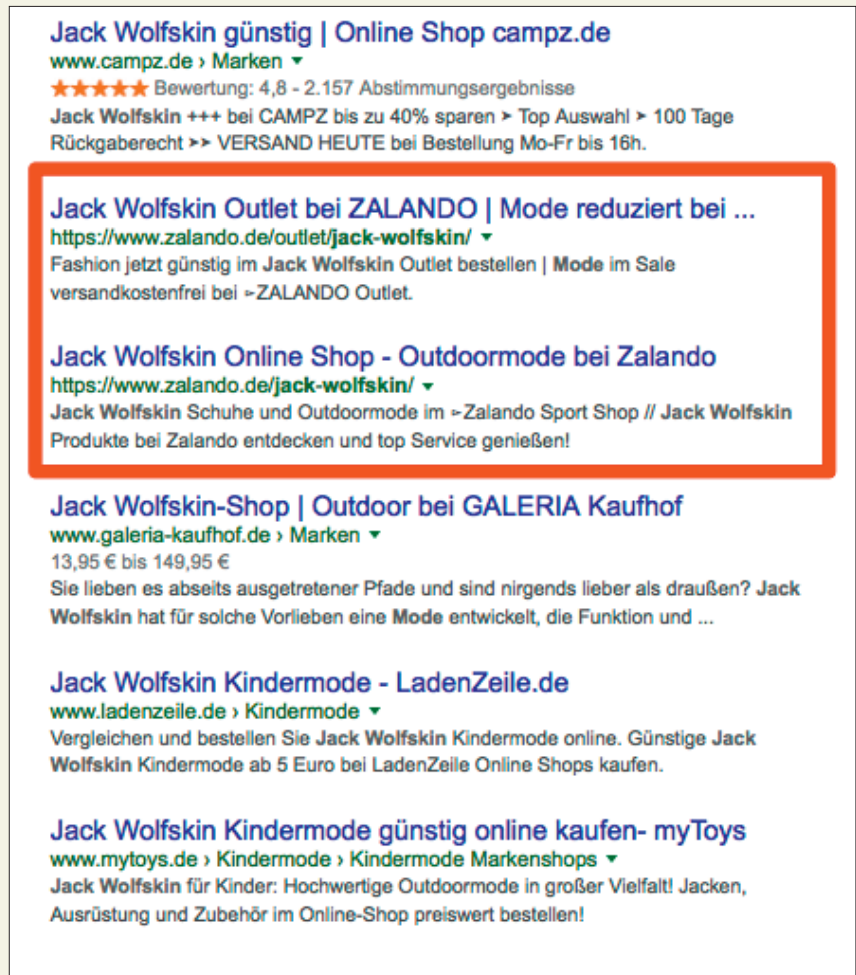 Jack Wolfskin günstig | Online Shop campz.de
www.campz.de › Marken ▼
★★★★★ Bewertung: 4,8 - 2.157 Abstimmungsergebnisse
Jack Wolfskin +++ bei CAMPZ bis zu 40% sparen ➤ Top Auswahl ➤ 100 Tage
Rückgaberecht ➤➤ VERSAND HEUTE bei Bestellung Mo-Fr bis 16h.
Jack Wolfskin Outlet bei ZALANDO | Mode reduziert bei ...
https://www.zalando.de/outlet/jack-wolfskin/ ▼
Fashion jetzt günstig im Jack Wolfskin Outlet bestellen | Mode im Sale
versandkostenfrei bei ➢ZALANDO Outlet.
Jack Wolfskin Online Shop - Outdoormode bei Zalando
https://www.zalando.de/jack-wolfskin/ ▼
Jack Wolfskin Schuhe und Outdoormode im ➢Zalando Sport Shop // Jack Wolfskin
Produkte bei Zalando entdecken und top Service genießen!
Jack Wolfskin-Shop | Outdoor bei GALERIA Kaufhof
www.galeria-kaufhof.de › Marken ▼
13,95 € bis 149,95 €
Sie lieben es abseits ausgetretener Pfade und sind nirgends lieber als draußen? Jack
Wolfskin hat für solche Vorlieben eine Mode entwickelt, die Funktion und ...
Jack Wolfskin Kindermode - LadenZeile.de
www.ladenzeile.de › Kindermode ▼
Vergleichen und bestellen Sie Jack Wolfskin Kindermode online. Günstige Jack
Wolfskin Kindermode ab 5 Euro bei LadenZeile Online Shops kaufen.
Jack Wolfskin Kindermode günstig online kaufen- myToys
www.mytoys.de › Kindermode › Kindermode Markenshops ▼
Jack Wolfskin für Kinder: Hochwertige Outdoormode in großer Vielfalt! Jacken,
Ausrüstung und Zubehör im Online-Shop preiswert bestellen!